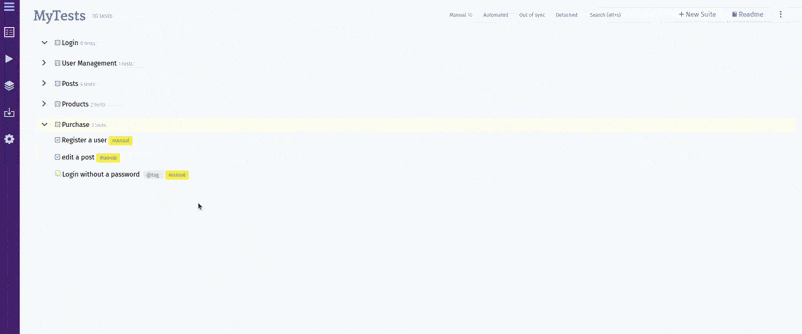 MyTests 10 tests
Manual 10 Automated Out of sync Detached Search (alt+s) + New Suite Readme
Login 0 tests
User Management 1 tests
Posts 4 tests
Products 2 tests
Purchase 3 tests
Register a user manual
edit a post manual
Login without a password @tag manual